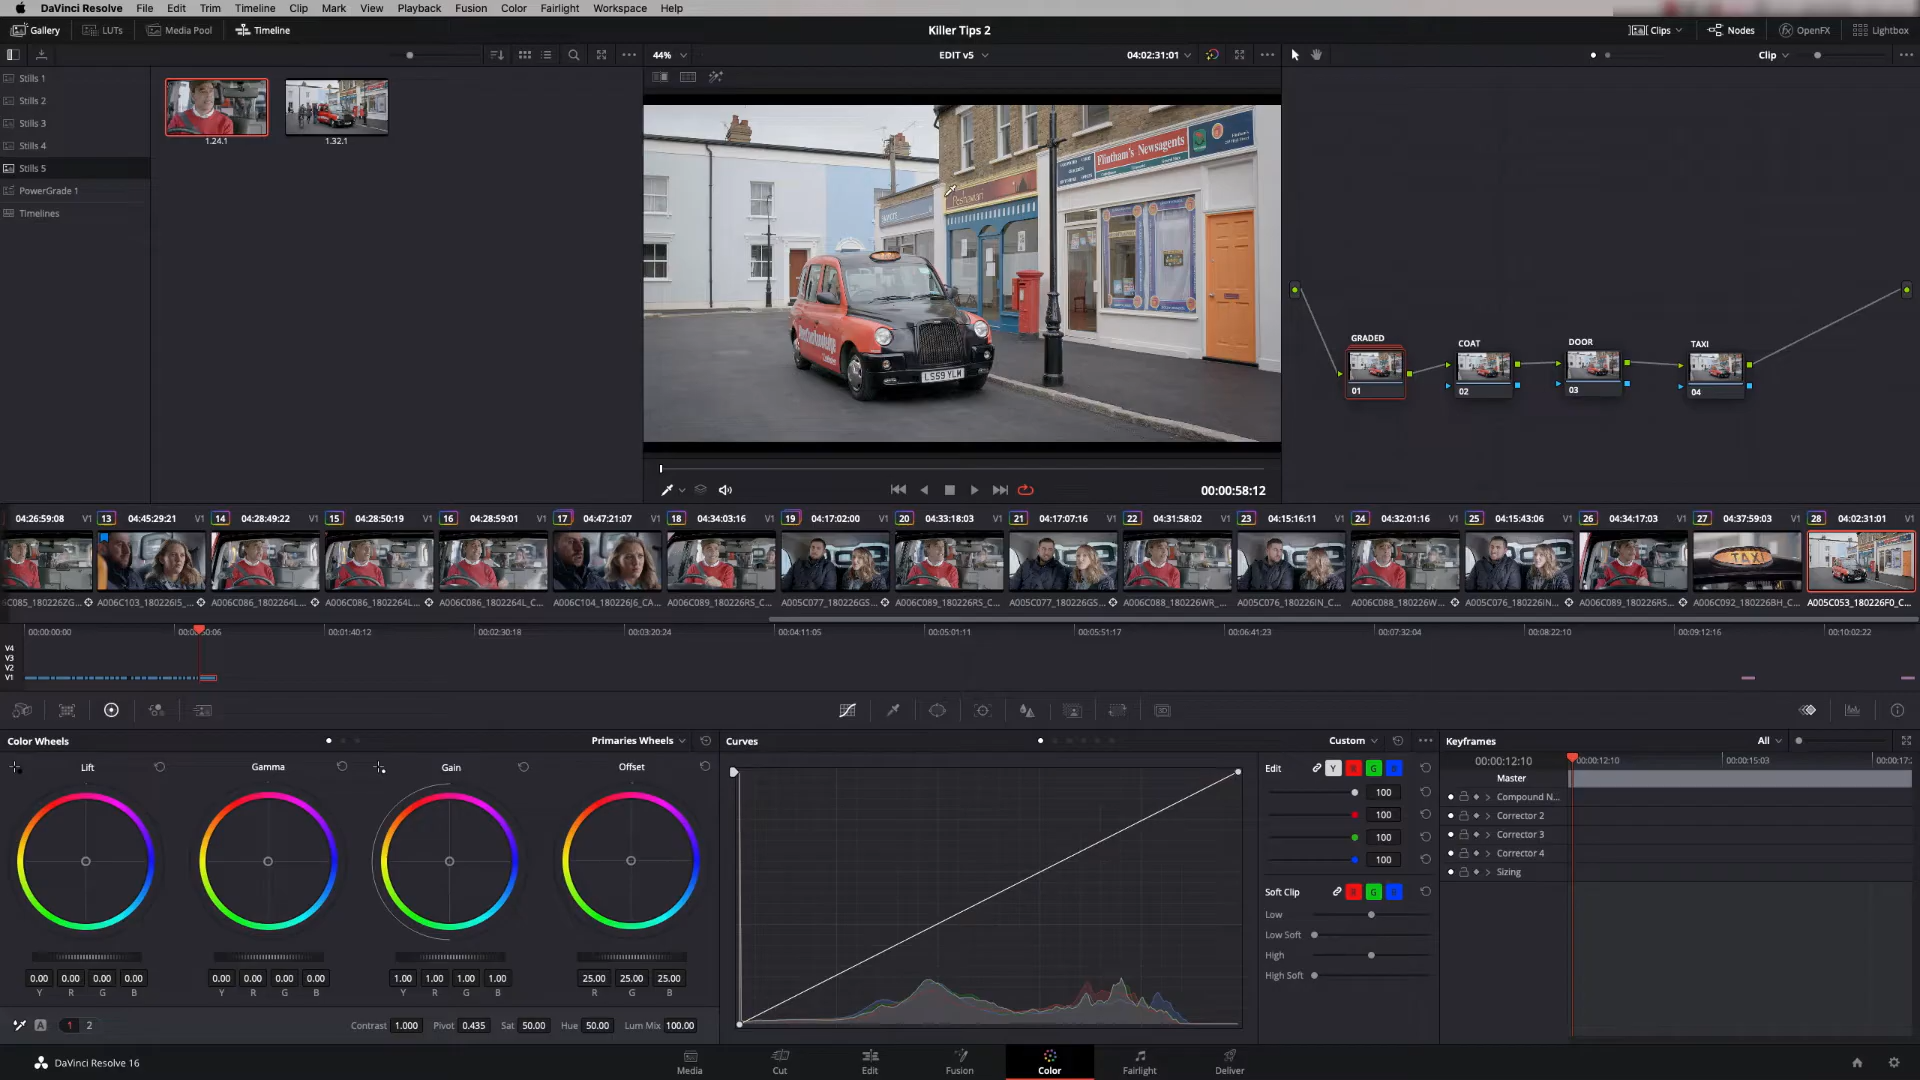 DaVinci Resolve File Edit Trim Timeline Clip Mark View Playback Fusion Color Fairlight Workspace Help
Gallery LUTs Media Pool Timeline Killer Tips 2 Clips Nodes OpenFX Lightbox
44% EDIT v5 04:02:31:01 Clip
Stills 1
Stills 2
Stills 3
Stills 4
Stills 5
PowerGrade 1
Timelines
1.24.1 1.32.1
Flintham's Newsagents
Peshawari
LS59 YLM
GRADED COAT DOOR TAXI
01 02 03 04
00:00:58:12
04:26:59:08 V1 13 04:45:29:21 V1 14 04:28:49:22 V1 15 04:28:50:19 V1 16 04:28:59:01 V1 17 04:47:21:07 V1 18 04:34:03:16 V1 19 04:17:02:00 V1 20 04:33:18:03 V1 21 04:17:07:16 V1 22 04:31:58:02 V1 23 04:15:16:11 V1 24 04:32:01:16 V1 25 04:15:43:06 V1 26 04:34:17:03 V1 27 04:37:59:03 V1 28 04:02:31:01 V1
TAXI
C085_180226ZG... A006C103_180226I5_... A006C086_1802264L... A006C086_1802264L... A006C086_1802264L_C... A006C104_180226J6_CA... A006C089_180226RS_C... A005C077_180226GS... A006C089_180226RS_C... A005C077_180226GS... A006C088_180226WR_... A005C076_180226IN_C... A006C088_180226W... A005C076_180226IN... A006C089_180226RS... A006C092_180226BH_C... A005C053_180226F0_C...
00:00:00:00 00:01:40:12 00:02:30:18 00:03:20:24 00:04:11:05 00:05:01:11 00:05:51:17 00:06:41:23 00:07:32:04 00:08:22:10 00:09:12:16 00:10:02:22
V4
V3
V2
V1
Color Wheels Primaries Wheels
Lift Gamma Gain Offset
0.00 0.00 0.00 0.00 0.00 0.00 0.00 0.00 1.00 1.00 1.00 1.00 25.00 25.00 25.00
Y R G B Y R G B Y R G B R G B
A 1 2 Contrast 1.000 Pivot 0.435 Sat 50.00 Hue 50.00 Lum Mix 100.00
Curves Custom
Edit Y R G B
100
100
100
100
Soft Clip R G B
Low
Low Soft
High
High Soft
Keyframes All
00:00:12:10 00:00:12:10 00:00:15:03 00:00:17:
Master
Compound N...
Corrector 2
Corrector 3
Corrector 4
Sizing
DaVinci Resolve 16 Media Cut Edit Fusion Color Fairlight Deliver